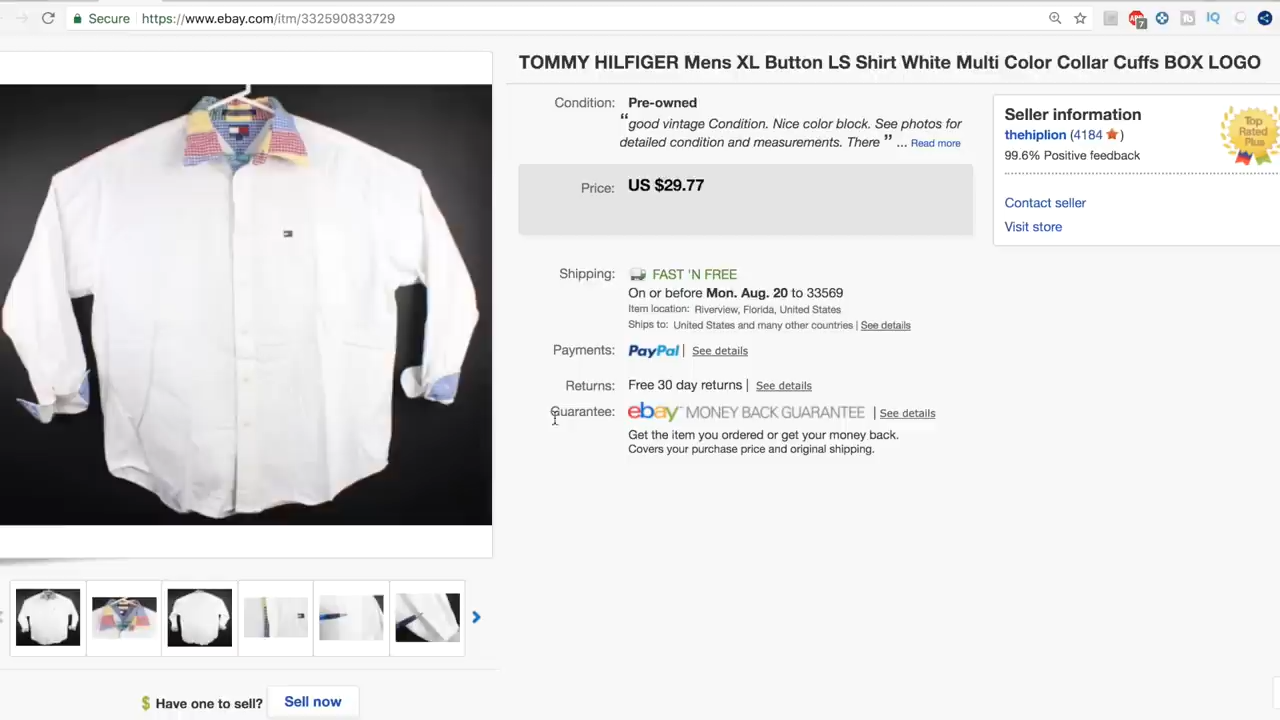 Secure https://www.ebay.com/itm/332590833729
7
IQ
TOMMY HILFIGER Mens XL Button LS Shirt White Multi Color Collar Cuffs BOX LOGO
Condition: Pre-owned
“good vintage Condition. Nice color block. See photos for
detailed condition and measurements. There ” ... Read more
Price: US $29.77
Seller information
thehiplion (4184 )
99.6% Positive feedback
Top
Rated
Plus
Contact seller
Visit store
Shipping: FAST 'N FREE
On or before Mon. Aug. 20 to 33569
Item location: Riverview, Florida, United States
Ships to: United States and many other countries | See details
Payments: PayPal | See details
Returns: Free 30 day returns | See details
Guarantee: ebay MONEY BACK GUARANTEE | See details
Get the item you ordered or get your money back.
Covers your purchase price and original shipping.
$ Have one to sell? Sell now